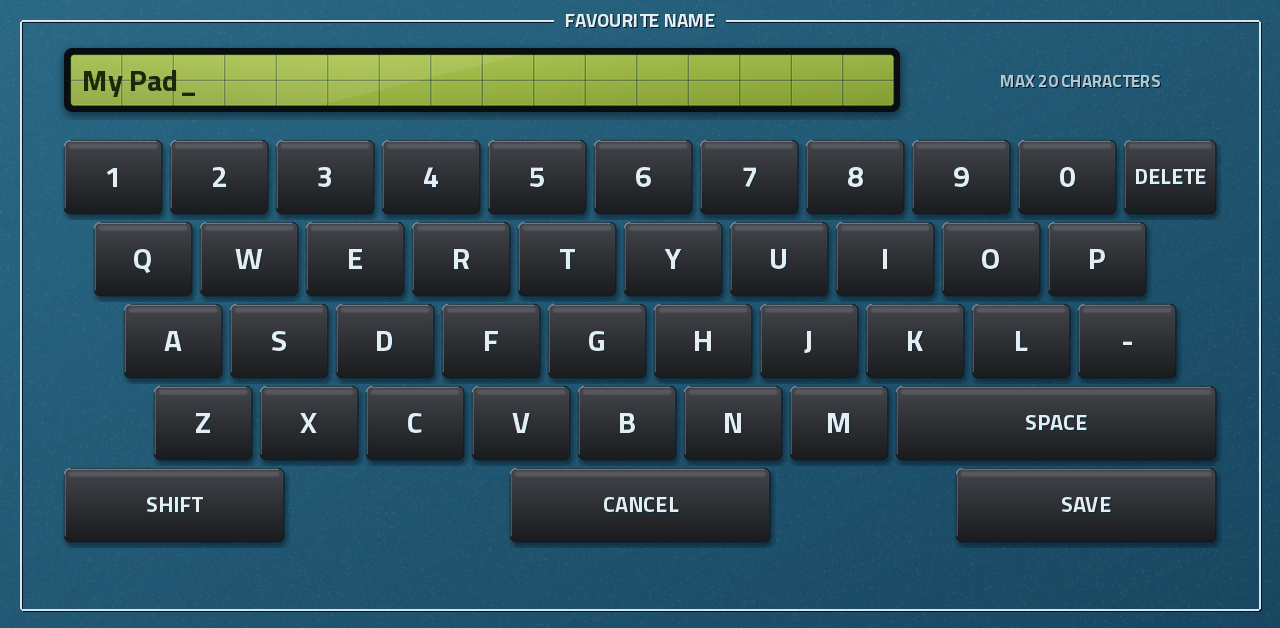 FAVOURITE NAME
My Pad_
MAX 20 CHARACTERS
1 2 3 4 5 6 7 8 9 0 DELETE
Q W E R T Y U I O P
A S D F G H J K L -
Z X C V B N M SPACE
SHIFT CANCEL SAVE